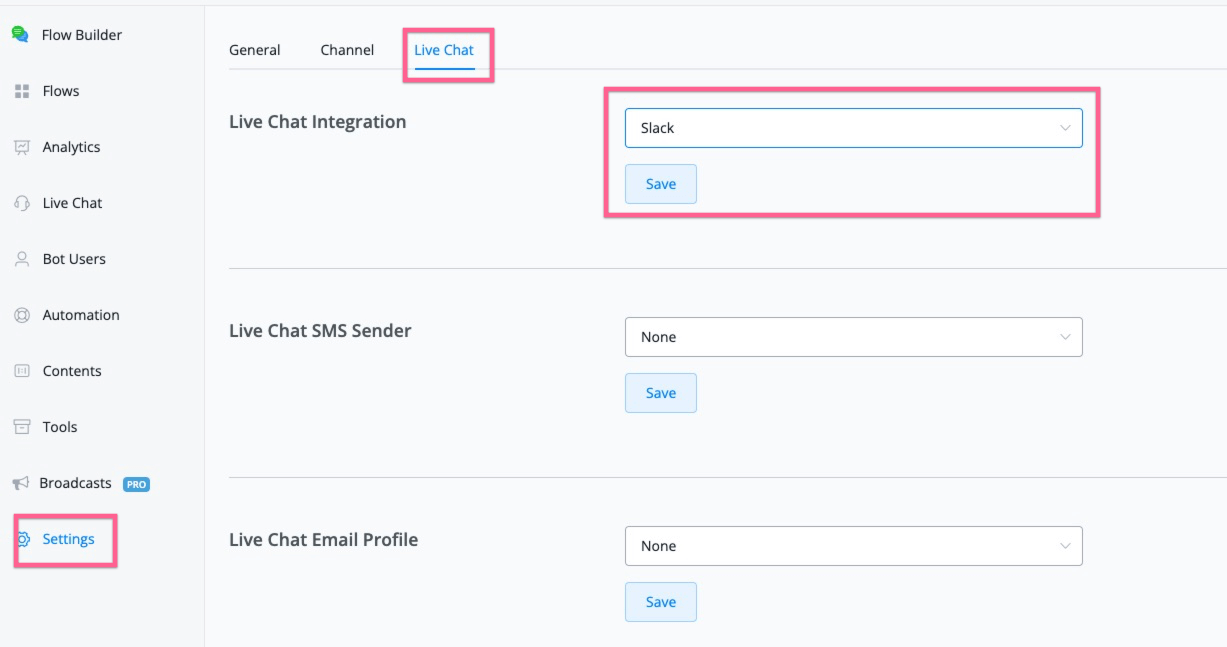 Flow Builder
Flows
Analytics
Live Chat
Bot Users
Automation
Contents
Tools
Broadcasts PRO
Settings
General Channel Live Chat
Live Chat Integration
Slack
Save
Live Chat SMS Sender
None
Save
Live Chat Email Profile
None
Save